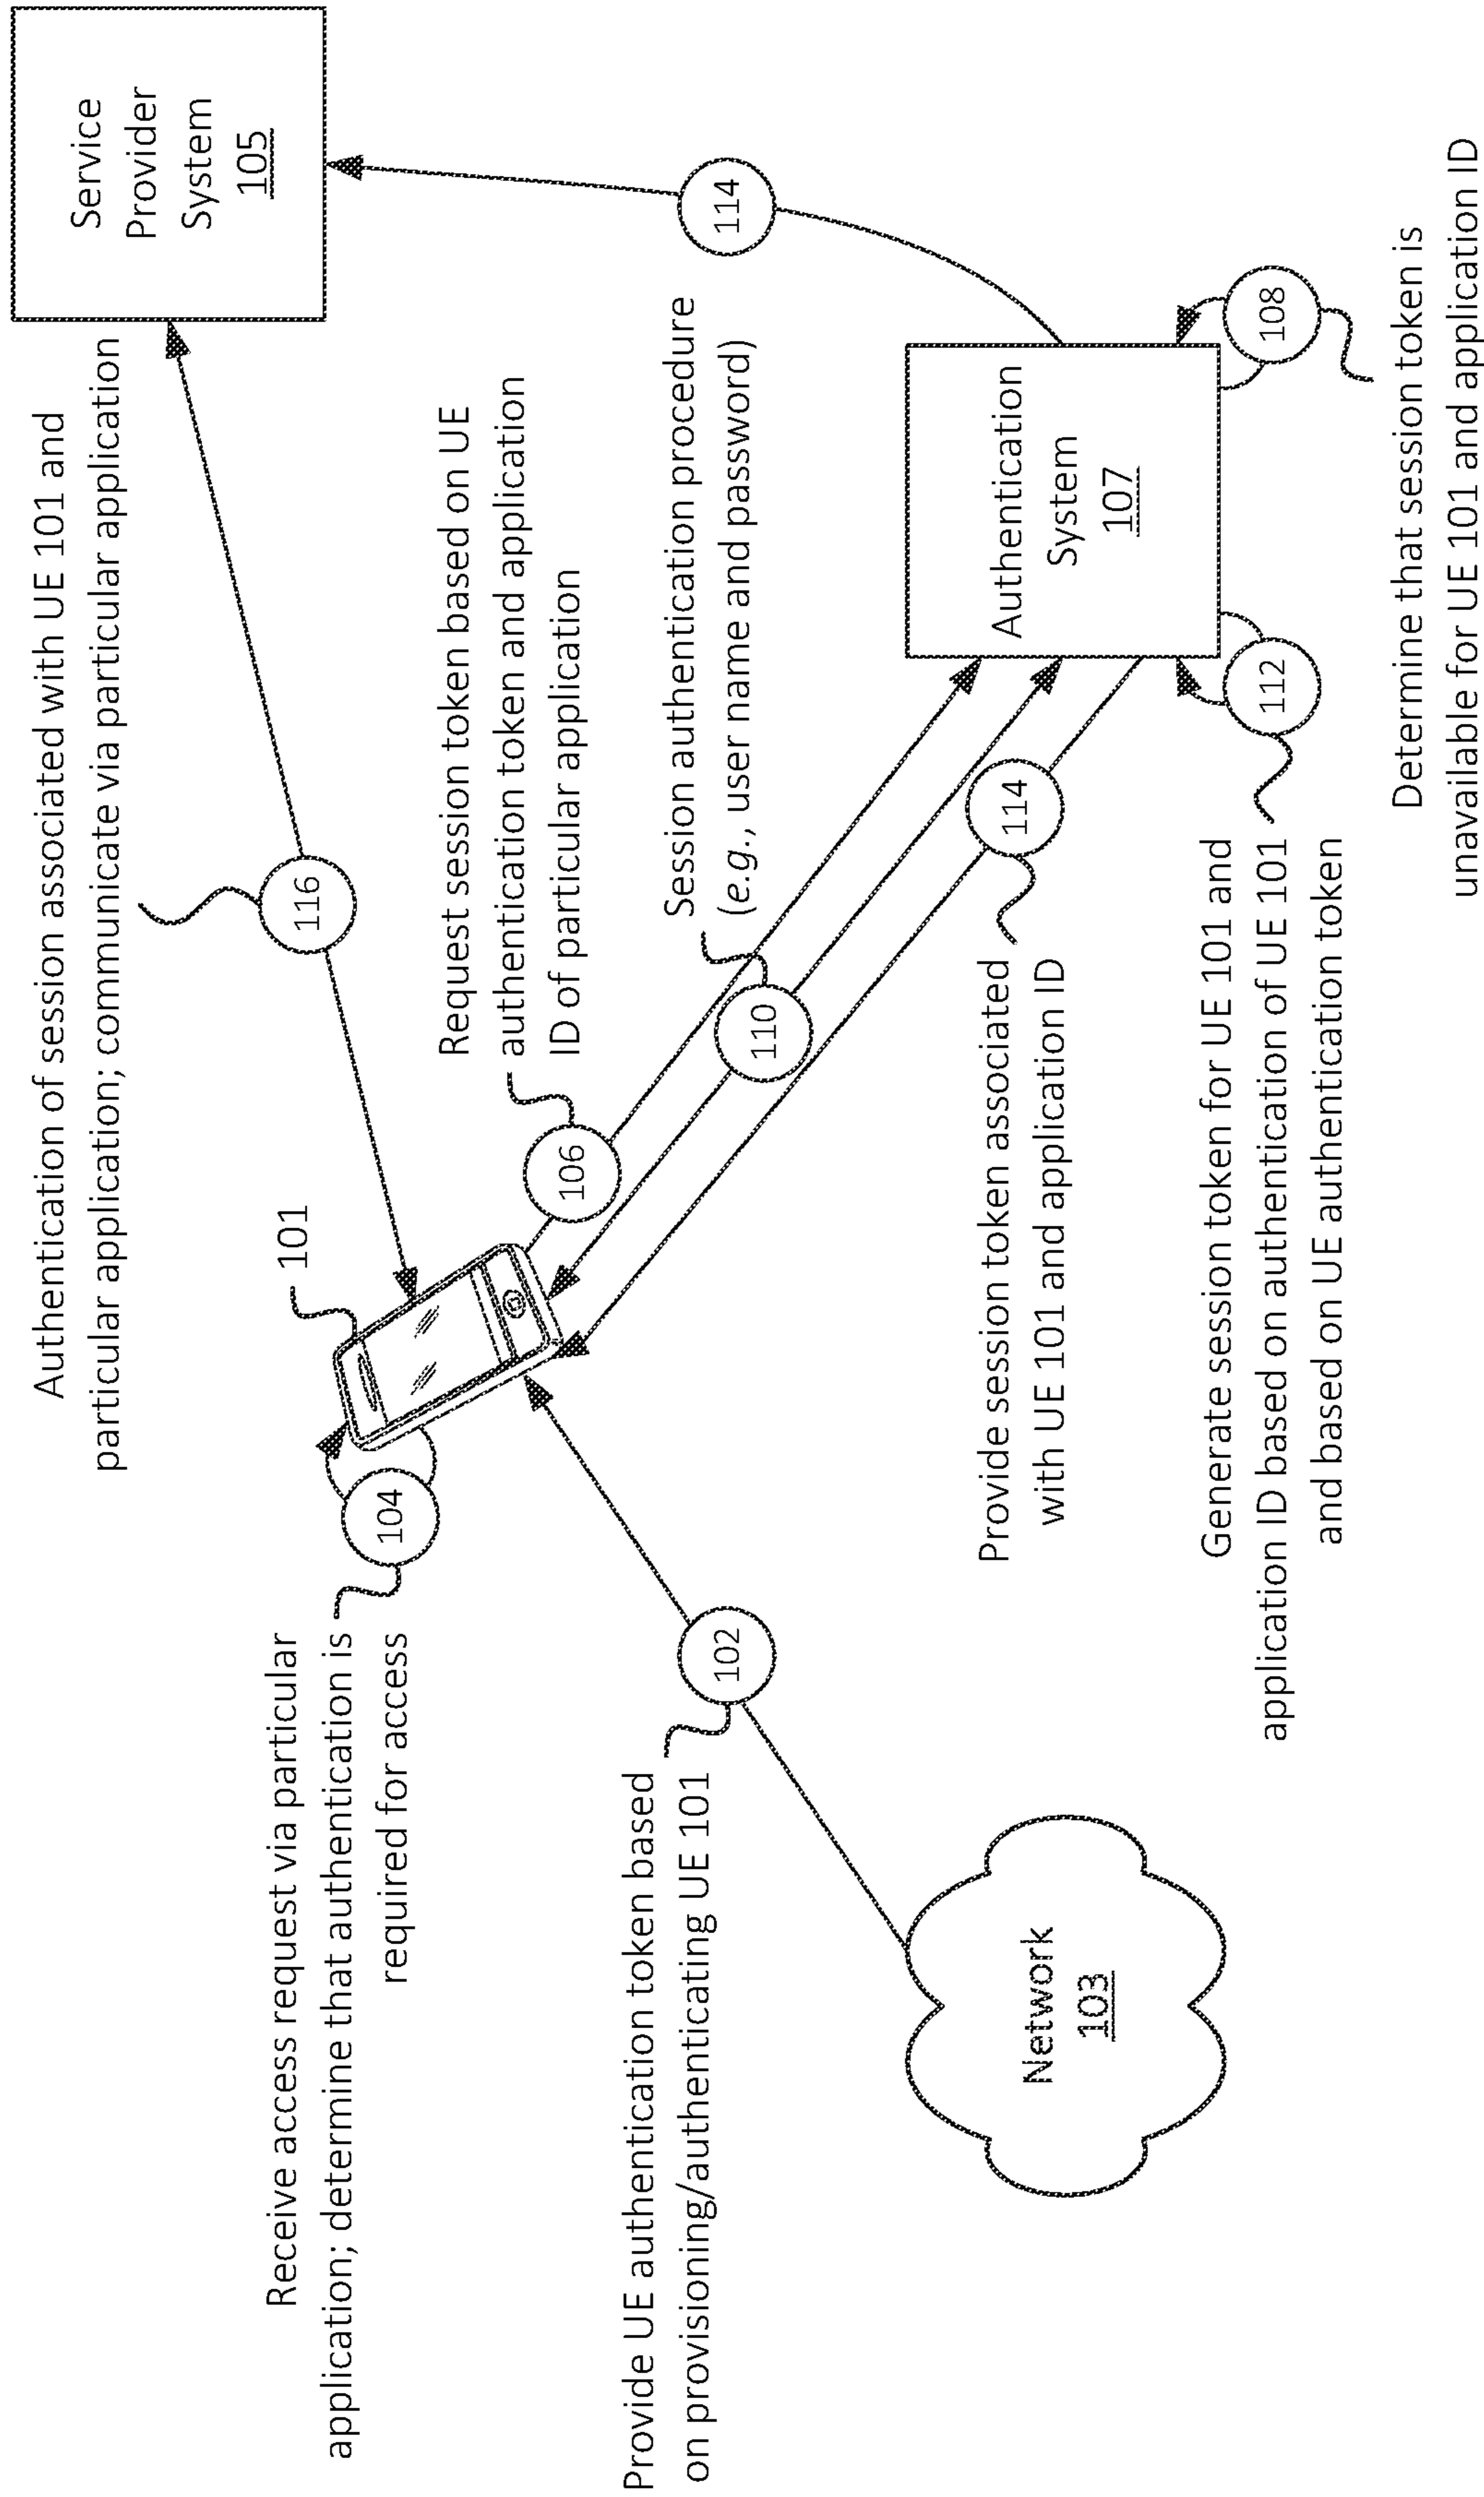 Authentication of session associated with UE 101 and
particular application; communicate via particular application
Service
Provider
System
105
116
101
Receive access request via particular
application; determine that authentication is
required for access
104
Request session token based on UE
authentication token and application
ID of particular application
106
Session authentication procedure
(e.g., user name and password)
110
114
Provide UE authentication token based
on provisioning/authenticating UE 101
102
Network
103
Provide session token associated
with UE 101 and application ID
114
Authentication
System
107
108
112
Generate session token for UE 101 and
application ID based on authentication of UE 101
and based on UE authentication token
Determine that session token is
unavailable for UE 101 and application ID